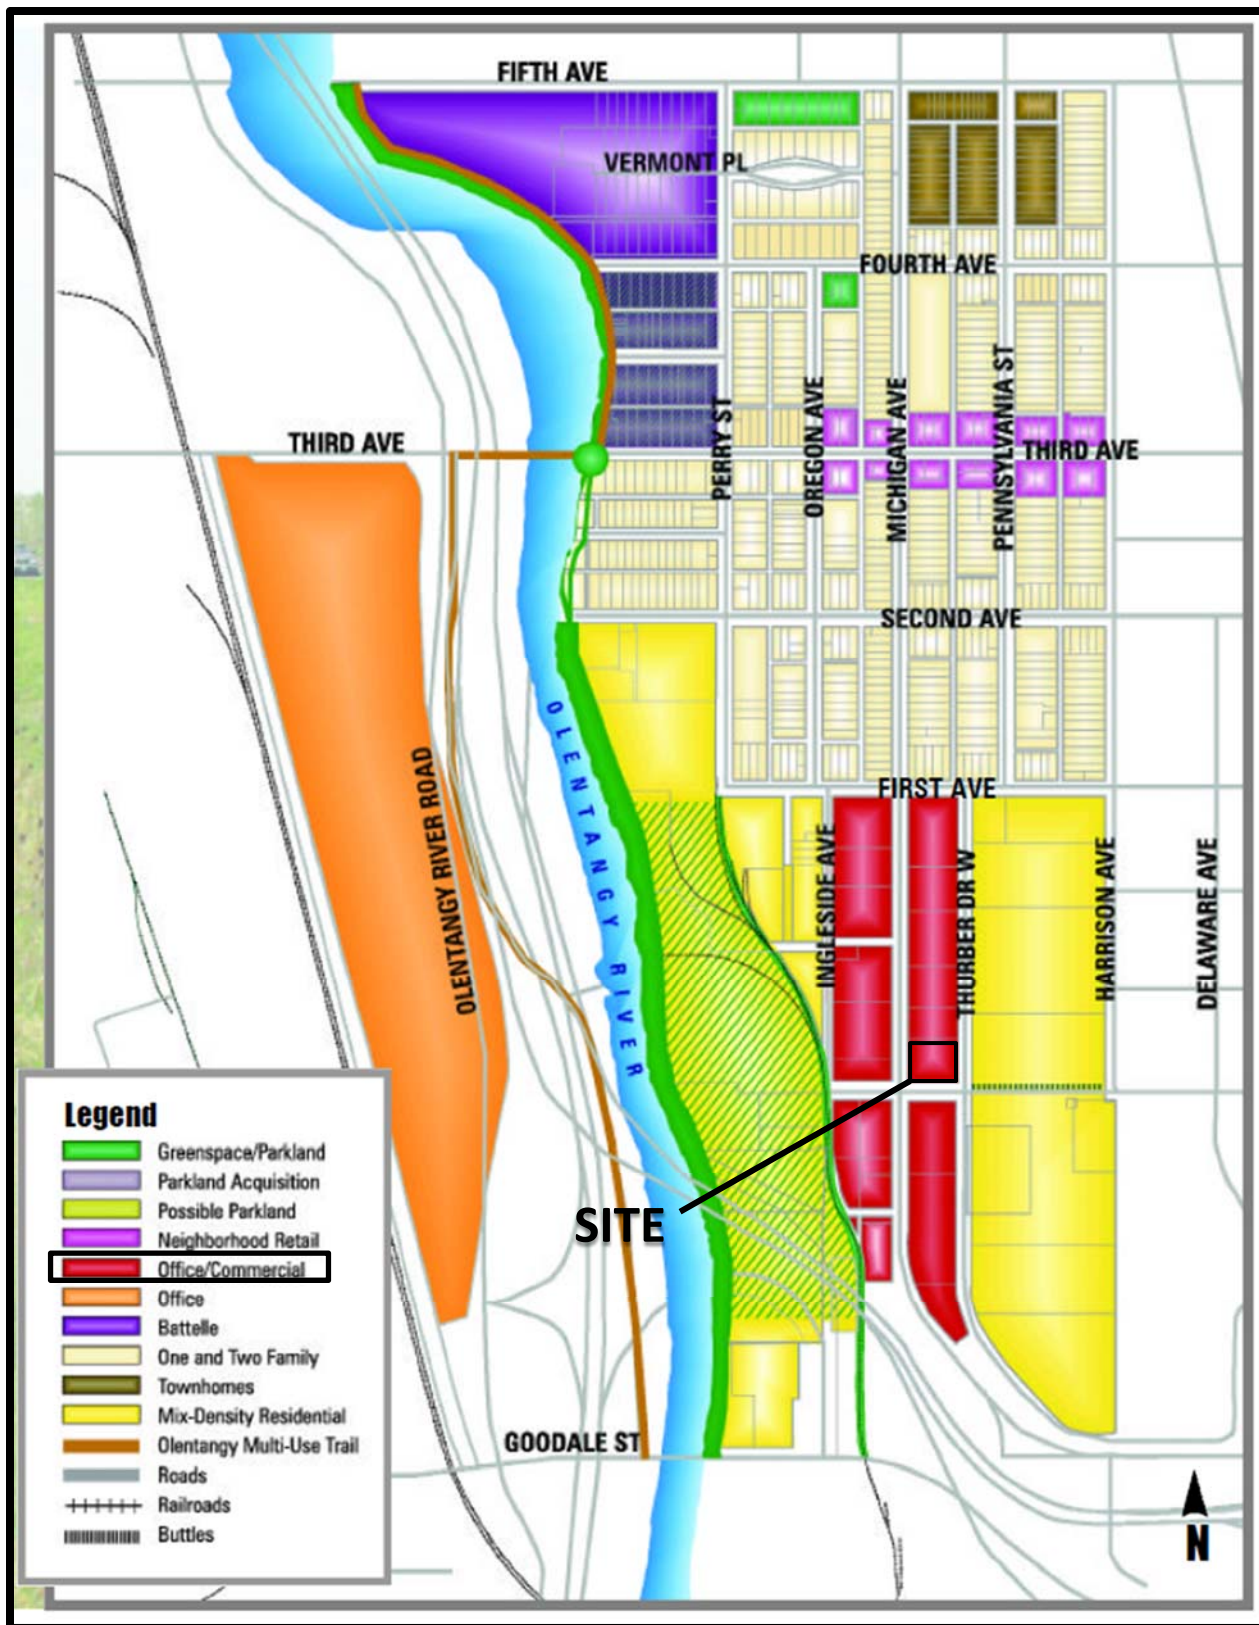 FIFTH AVE
VERMONT PL
FOURTH AVE
THIRD AVE
PERRY ST
OREGON AVE
MICHIGAN AVE
PENNSYLVANIA ST
THIRD AVE
SECOND AVE
OLENTANGY RIVER
OLENTANGY RIVER ROAD
FIRST AVE
INGLESIDE AVE
THURBER DR W
HARRISON AVE
DELAWARE AVE
SITE
GOODALE ST
N
Legend
Greenspace/Parkland
Parkland Acquisition
Possible Parkland
Neighborhood Retail
Office/Commercial
Office
Battelle
One and Two Family
Townhomes
Mix-Density Residential
Olentangy Multi-Use Trail
Roads
Railroads
Buttles